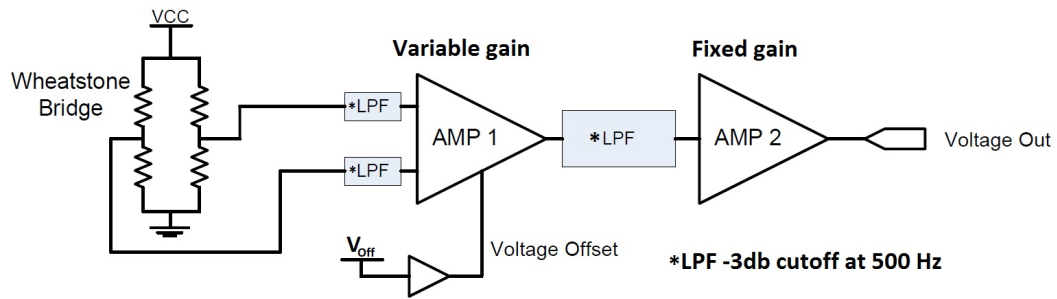 VCC
Variable gain
Fixed gain
Wheatstone
Bridge
*LPF
AMP 1
*LPF
AMP 2
Voltage Out
*LPF
VOff
Voltage Offset
*LPF -3db cutoff at 500 Hz